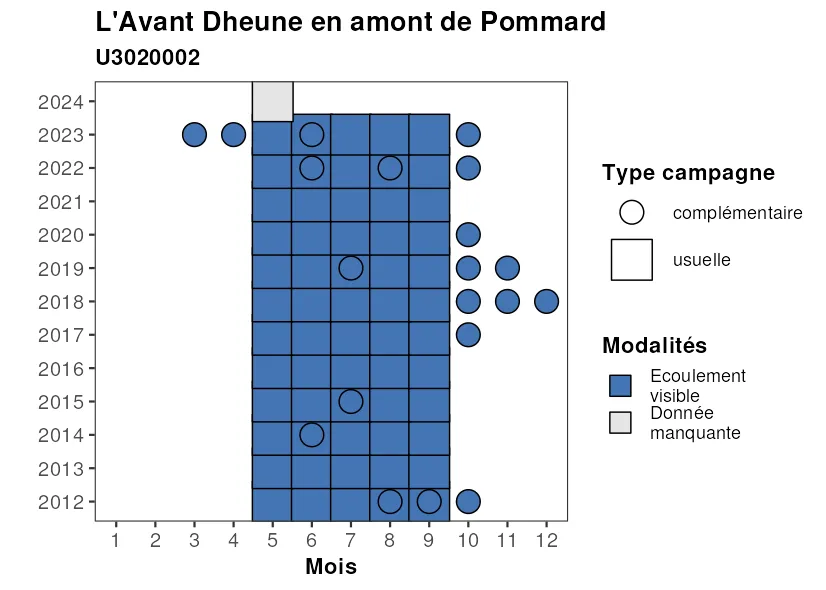 L'Avant Dheune en amont de Pommard
U3020002
2024
2023
2022
2021
2020
2019
2018
2017
2016
2015
2014
2013
2012
1 2 3 4 5 6 7 8 9 10 11 12
Mois
Type campagne
complémentaire
usuelle
Modalités
Ecoulement
visible
Donnée
manquante